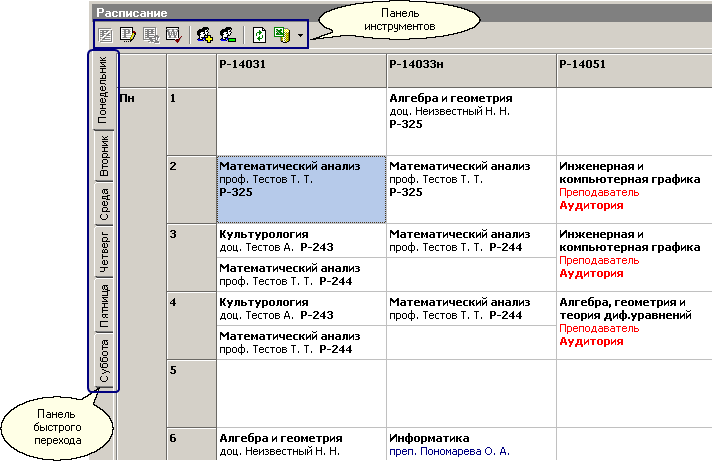 Расписание
Панель
инструментов
Понедельник
Вторник
Среда
Четверг
Пятница
Суббота
Панель
быстрого
перехода
Р-14031
Р-14033н
Р-14051
Пн
1
Алгебра и геометрия
доц. Неизвестный Н. Н.
Р-325
2
Математический анализ
проф. Тестов Т. Т.
Р-325
Математический анализ
проф. Тестов Т. Т.
Р-325
Инженерная и
компьютерная графика
Преподаватель
Аудитория
3
Культурология
доц. Тестов А. Р-243
Математический анализ
проф. Тестов Т. Т. Р-244
Математический анализ
проф. Тестов Т. Т. Р-244
Инженерная и
компьютерная графика
Преподаватель
Аудитория
4
Культурология
доц. Тестов А. Р-243
Математический анализ
проф. Тестов Т. Т. Р-244
Математический анализ
проф. Тестов Т. Т. Р-244
Алгебра, геометрия и
теория диф.уравнений
Преподаватель
Аудитория
5
6
Алгебра и геометрия
доц. Неизвестный Н. Н.
Информатика
преп. Пономарева О. А.